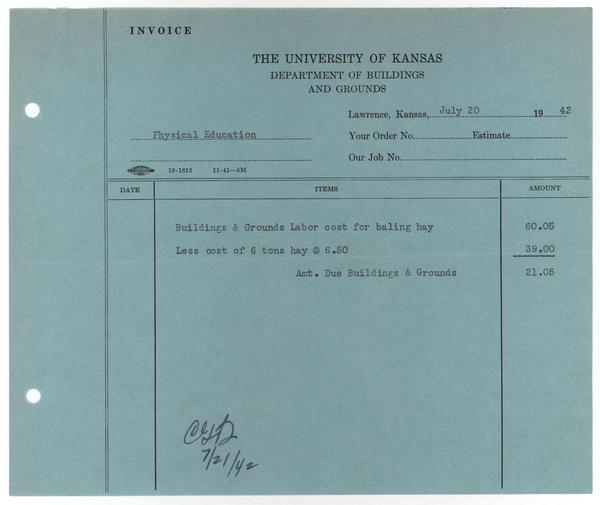 INVOICE
THE UNIVERSITY OF KANSAS
DEPARTMENT OF BUILDINGS
AND GROUNDS
Lawrence, Kansas, July 20 1942
Physical Education
Your Order No. Estimate
Our Job No.
19-1612 11-41—3M
DATE ITEMS AMOUNT
Buildings & Grounds Labor cost for baling hay 60.05
Less cost of 6 tons hay @ 6.50 39.00
Amt. Due Buildings & Grounds 21.05
7/21/42